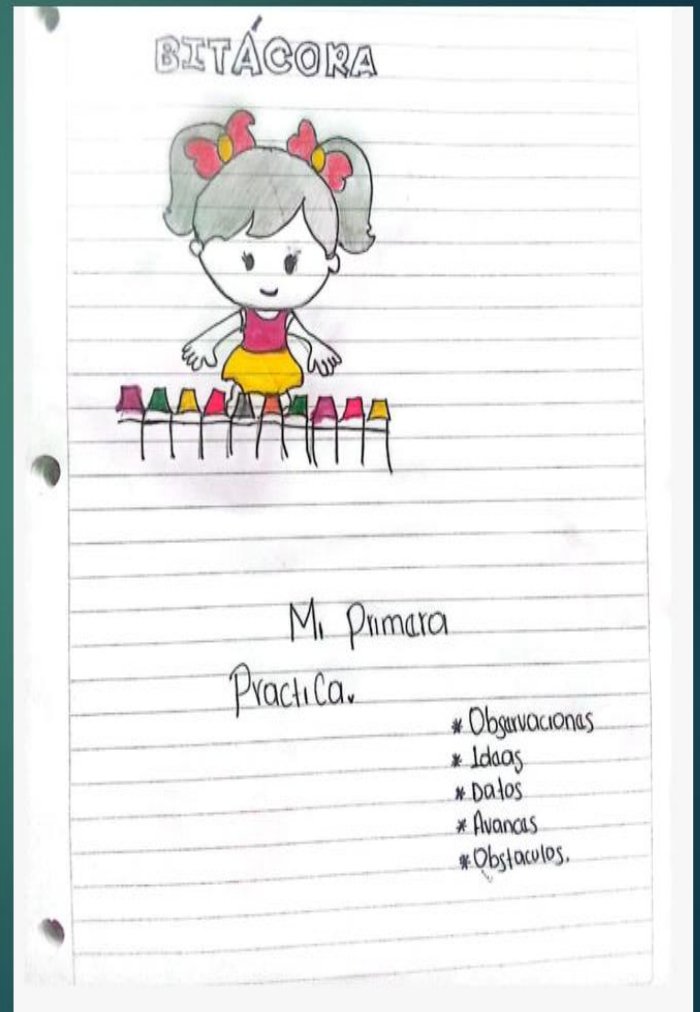 BITÁCORA
Mi Primera
Practica.
* Observaciones
* Ideas
* Datos
* Avances
* Obstaculos.